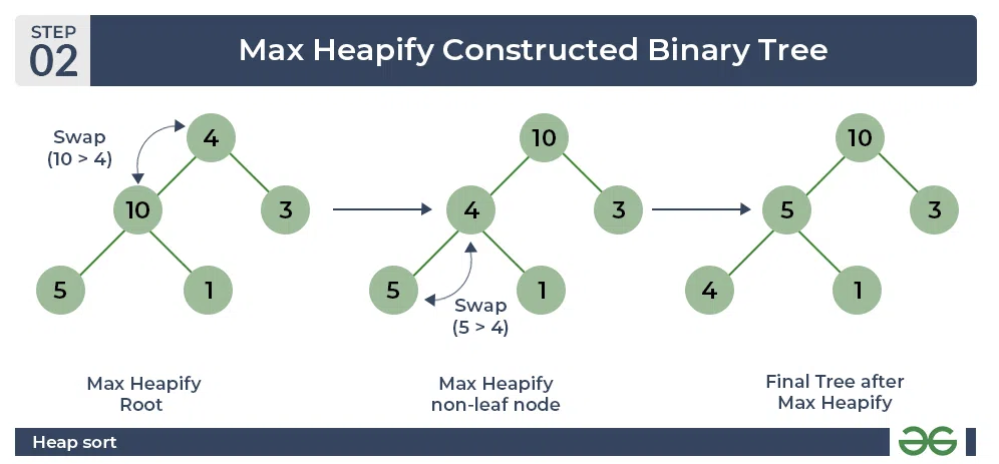 STEP
02
Max Heapify Constructed Binary Tree
Swap
(10 > 4)
4
10
3
5
1
10
4
3
5
1
Swap
(5 > 4)
10
5
3
4
1
Max Heapify
Root
Max Heapify
non-leaf node
Final Tree after
Max Heapify
Heap sort